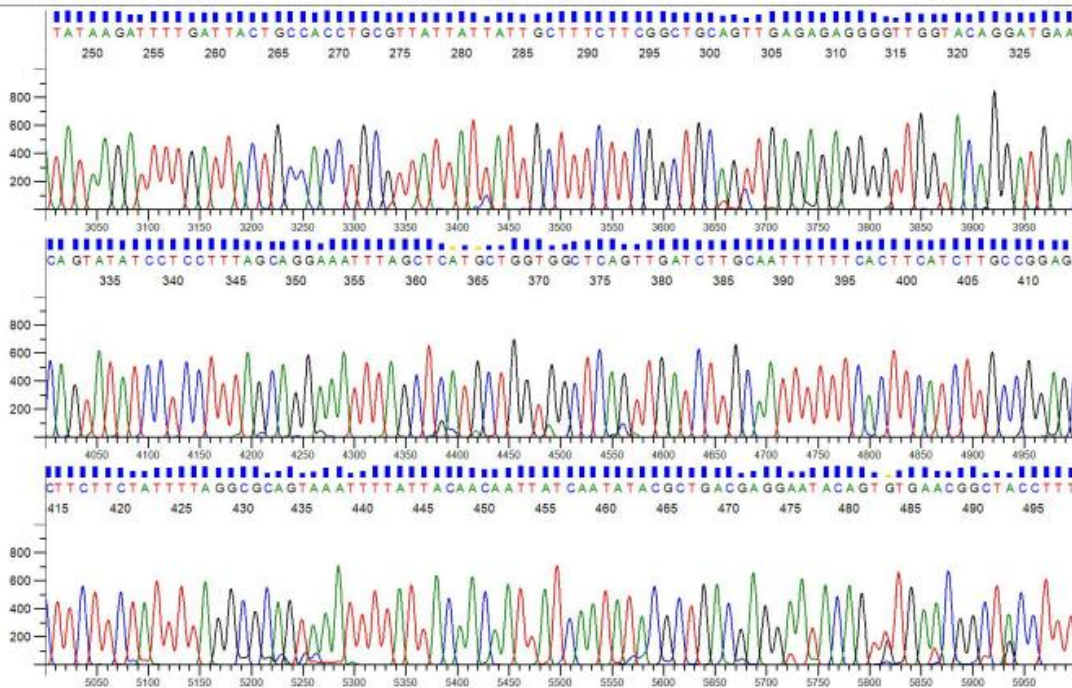 TATAAGATTTTGATTACTGCCACCTGCGTTATTATTATTGCTTTCTTCGGCTGCAGTTGAGAGAGGGGTTGGTACAGGATGAA
250 255 260 265 270 275 280 285 290 295 300 305 310 315 320 325
800
600
400
200
3050 3100 3150 3200 3250 3300 3350 3400 3450 3500 3550 3600 3650 3700 3750 3800 3850 3900 3950
CAGTATATCCTCCTTTAGCAGGAAATTTAGCTCATGCTGGTGGCTCAGTTGATCTTGCAATTTTTTCACTTCATCTTGCCGGAG
335 340 345 350 355 360 365 370 375 380 385 390 395 400 405 410
800
600
400
200
4050 4100 4150 4200 4250 4300 4350 4400 4450 4500 4550 4600 4650 4700 4750 4800 4850 4900 4950
CTTCTTCTATTTTAGGCGCAGTAAATTTTATTACAACAATTATCAATATACGCTGACGAGGAATACAGTGTGAACGGCTACCTTT
415 420 425 430 435 440 445 450 455 460 465 470 475 480 485 490 495
800
600
400
200
5050 5100 5150 5200 5250 5300 5350 5400 5450 5500 5550 5600 5650 5700 5750 5800 5850 5900 5950